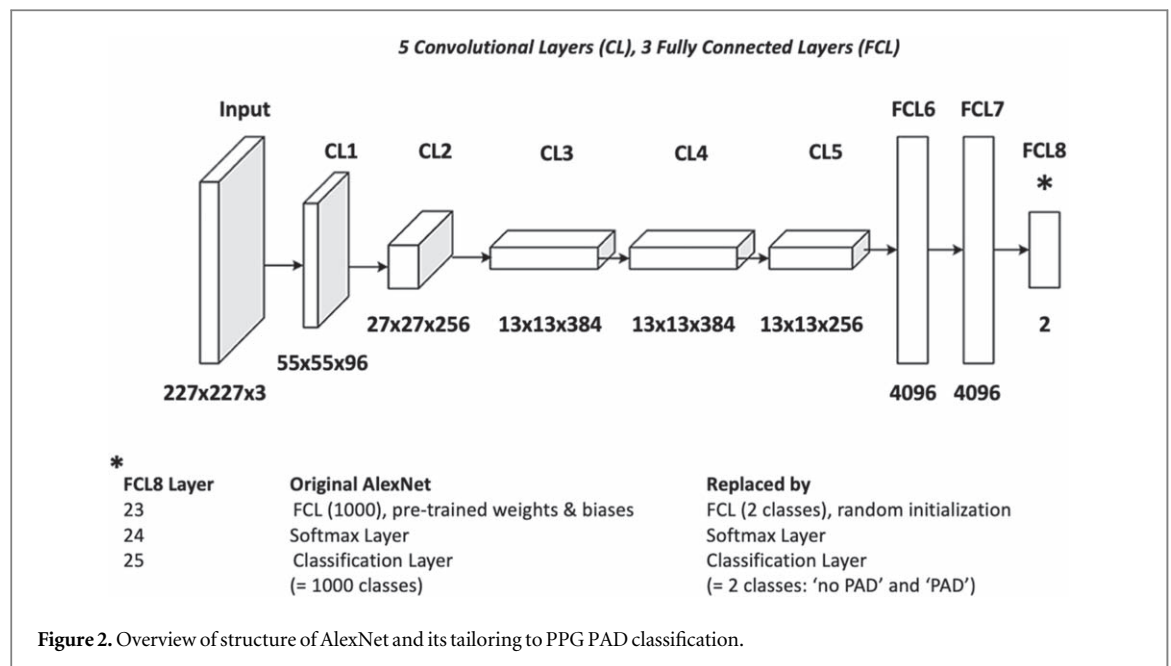 5 Convolutional Layers (CL), 3 Fully Connected Layers (FCL)
Input
CL1
CL2
CL3
CL4
CL5
FCL6
FCL7
FCL8
*
227x227x3
55x55x96
27x27x256
13x13x384
13x13x384
13x13x256
4096
4096
2
*
FCL8 Layer Original AlexNet Replaced by
23 FCL (1000), pre-trained weights & biases FCL (2 classes), random initialization
24 Softmax Layer Softmax Layer
25 Classification Layer Classification Layer
(= 1000 classes) (= 2 classes: ‘no PAD’ and ‘PAD’)
Figure 2. Overview of structure of AlexNet and its tailoring to PPG PAD classification.